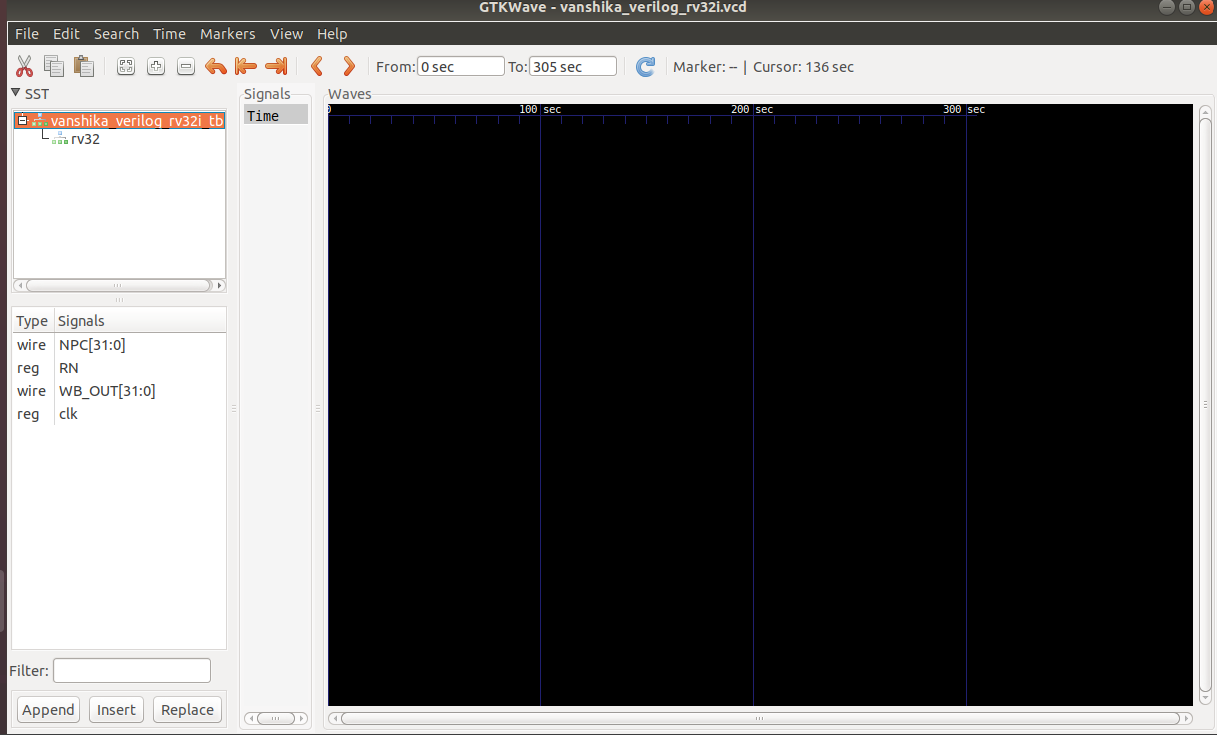 GTKWave - vanshika_verilog_rv32i.vcd
File Edit Search Time Markers View Help
From: 0 sec To: 305 sec Marker: -- | Cursor: 136 sec
SST
vanshika_verilog_rv32i_tb
rv32
Type Signals
wire NPC[31:0]
reg RN
wire WB_OUT[31:0]
reg clk
Filter:
Append Insert Replace
Signals
Time
Waves
0 100 sec 200 sec 300 sec